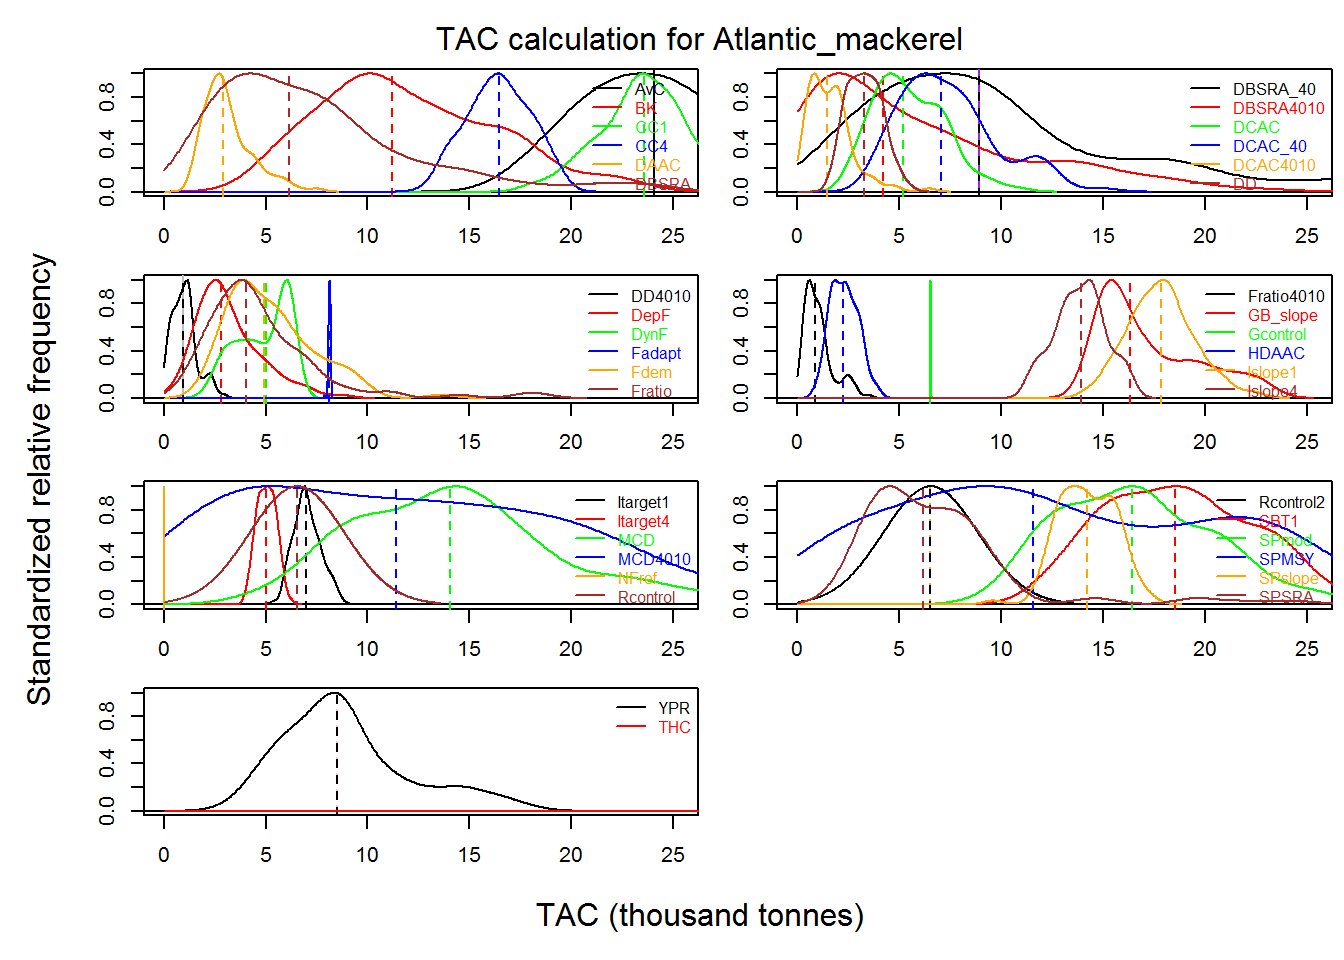 TAC calculation for Atlantic_mackerel
Standardized relative frequency
0.0 0.4 0.8
AvC
BK
CC1
CC4
DAAC
DBSRA
0 5 10 15 20 25
0.0 0.4 0.8
DBSRA_40
DBSRA4010
DCAC
DCAC_40
DCAC4010
DD
0 5 10 15 20 25
0.0 0.4 0.8
DD4010
DepF
DynF
Fadapt
Fdem
Fratio
0 5 10 15 20 25
0.0 0.4 0.8
Fratio4010
GB_slope
Gcontrol
HDAAC
Islope1
Islope4
0 5 10 15 20 25
0.0 0.4 0.8
Itarget1
Itarget4
MCD
MCD4010
NFref
Rcontrol
0 5 10 15 20 25
0.0 0.4 0.8
Rcontrol2
SBT1
SPmod
SPMSY
SPslope
SPSRA
0 5 10 15 20 25
0.0 0.4 0.8
YPR
THC
0 5 10 15 20 25
TAC (thousand tonnes)